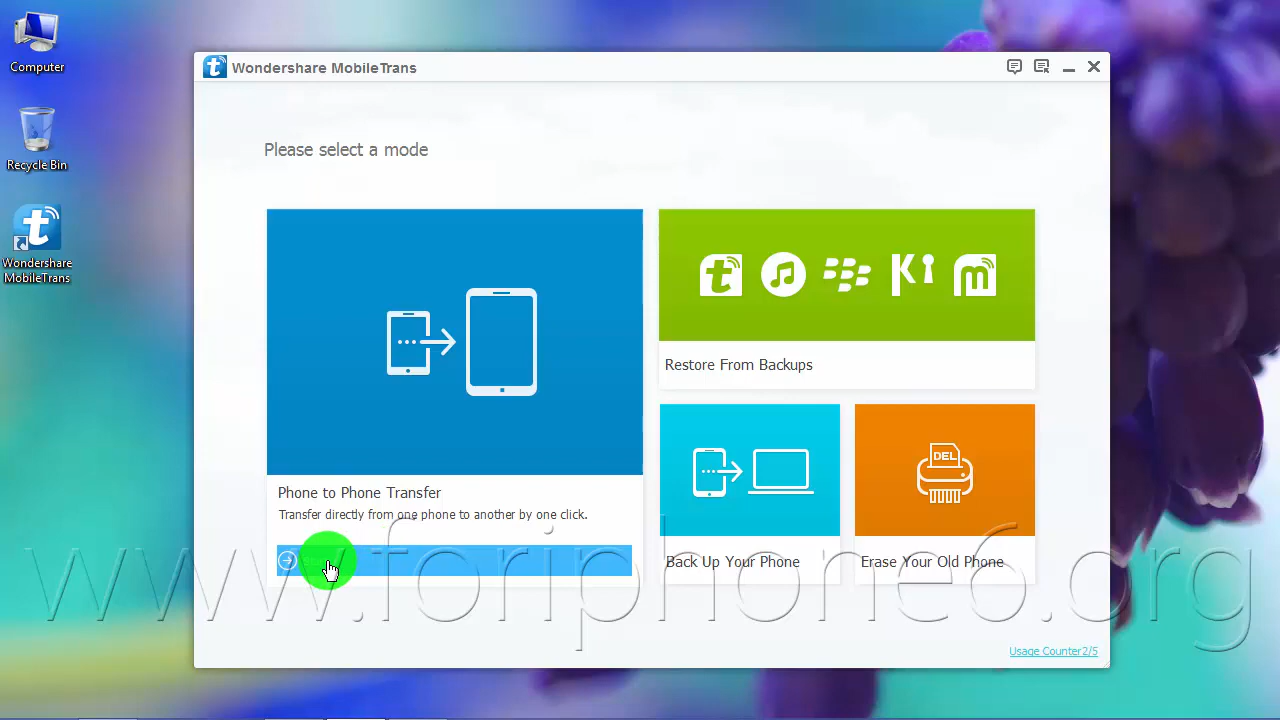 Computer
Recycle Bin
Wondershare
MobileTrans
Wondershare MobileTrans
Please select a mode
Phone to Phone Transfer
Transfer directly from one phone to another by one click.
Restore From Backups
DEL
Back Up Your Phone
Erase Your Old Phone
www.foriphone6.org
Usage Counter2/5